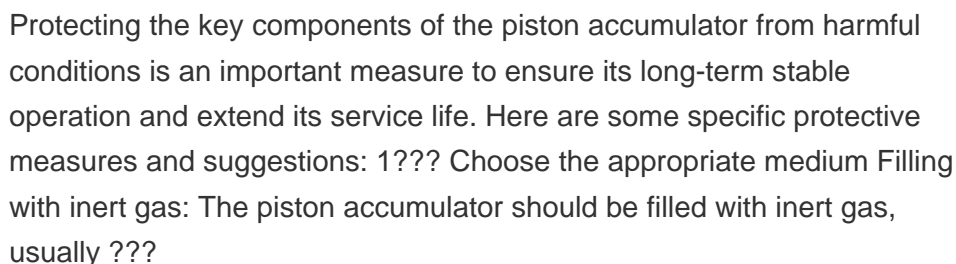 Protecting the key components of the piston accumulator from harmful
conditions is an important measure to ensure its long-term stable
operation and extend its service life. Here are some specific protective
measures and suggestions: 1??? Choose the appropriate medium Filling
with inert gas: The piston accumulator should be filled with inert gas,
usually ???